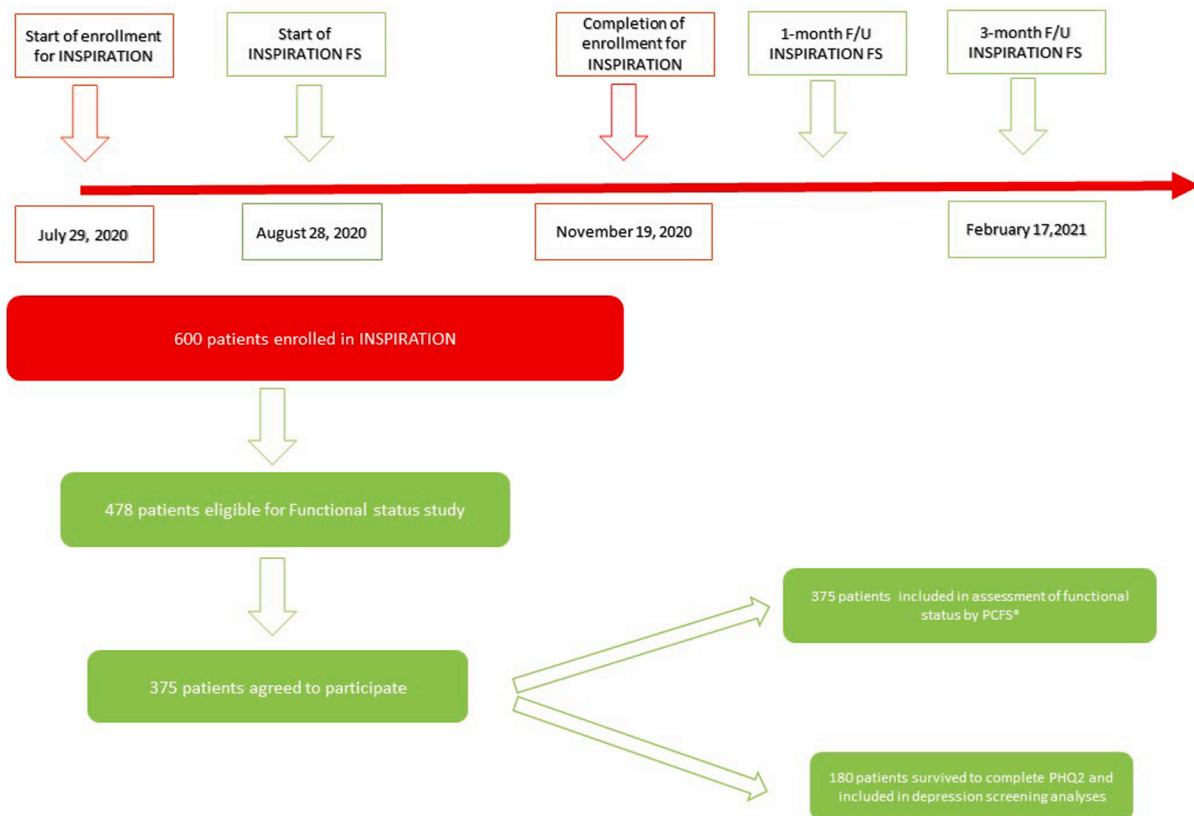 Start of enrollment
for INSPIRATION
Start of
INSPIRATION FS
Completion of
enrollment for
INSPIRATION
1-month F/U
INSPIRATION FS
3-month F/U
INSPIRATION FS
July 29, 2020
August 28, 2020
November 19, 2020
February 17,2021
600 patients enrolled in INSPIRATION
478 patients eligible for Functional status study
375 patients agreed to participate
375 patients included in assessment of functional
status by PCFS*
180 patients survived to complete PHQ2 and
included in depression screening analyses